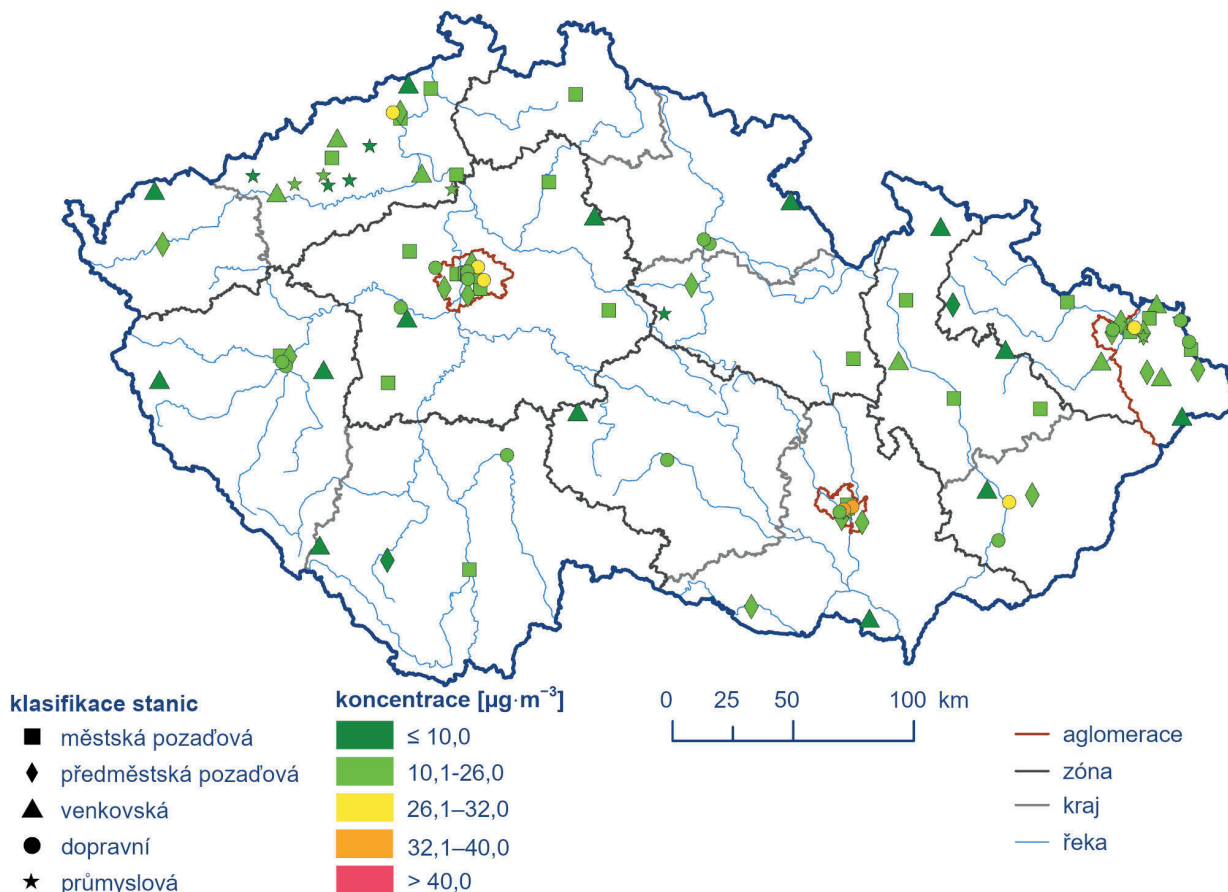 klasifikace stanic
městská pozaďová
předměstská pozaďová
venkovská
dopravní
průmyslová
koncentrace [µg·m⁻³]
≤ 10,0
10,1-26,0
26,1–32,0
32,1–40,0
> 40,0
0 25 50 100 km
aglomerace
zóna
kraj
řeka